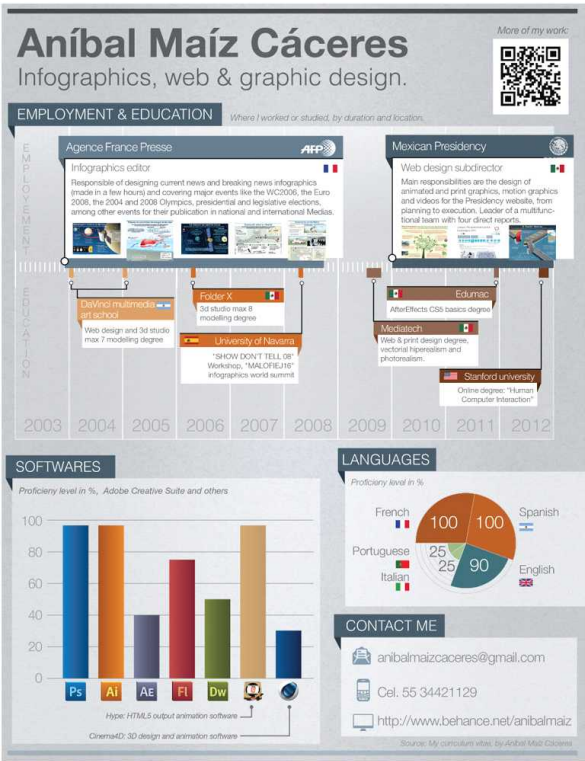 Aníbal Maíz Cáceres
More of my work:
Infographics, web & graphic design.
EMPLOYMENT & EDUCATION
Where I worked or studied, by duration and location.
EMPLOYEMENT
Agence France Presse
AFP
Infographics editor
Responsible of designing current news and breaking news infographics
(made in a few hours) and covering major events like the WC2006, the Euro
2008, the 2004 and 2008 Olympics, presidential and legislative elections,
among other events for their publication in national and international Medias.
Mexican Presidency
Web design subdirector
Main responsibilities are the design of
animated and print graphics, motion graphics
and videos for the Presidency website, from
planning to execution. Leader of a multifunc-
tional team with four direct reports.
EDUCATION
DaVinci multimedia
art school
Web design and 3d studio
max 7 modelling degree
Folder X
3d studio max 8
modelling degree
University of Navarra
"SHOW DON'T TELL 08"
Workshop, "MALOFIEJ16"
infographics world summit
Edumac
AfterEffects CS5 basics degree
Mediatech
Web & print design degree,
vectorial hiperealism and
photorealism.
Stanford university
Online degree: "Human
Computer Interaction"
2003 2004 2005 2006 2007 2008 2009 2010 2011 2012
SOFTWARES
Proficieny level in %, Adobe Creative Suite and others
100
80
60
40
20
0
Ps Ai AE Fl Dw
Hype: HTML5 output animation software
Cinema4D: 3D design and animation software
LANGUAGES
Proficieny level in %
French
100 100
Spanish
Portuguese
25
25
90
Italian
English
CONTACT ME
anibalmaizcaceres@gmail.com
Cel. 55 34421129
http://www.behance.net/anibalmaiz
Source: My curriculum vitae, by Aníbal Maíz Cáceres